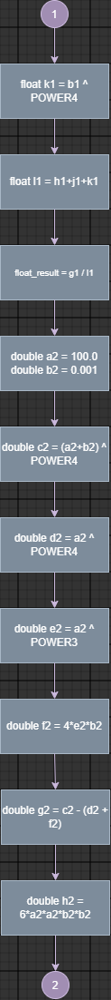 1
float k1 = b1 ^
POWER4
float l1 = h1+j1+k1
float_result = g1 / l1
double a2 = 100.0
double b2 = 0.001
double c2 = (a2+b2) ^
POWER4
double d2 = a2 ^
POWER4
double e2 = a2 ^
POWER3
double f2 = 4*e2*b2
double g2 = c2 - (d2 +
f2)
double h2 =
6*a2*a2*b2*b2
2